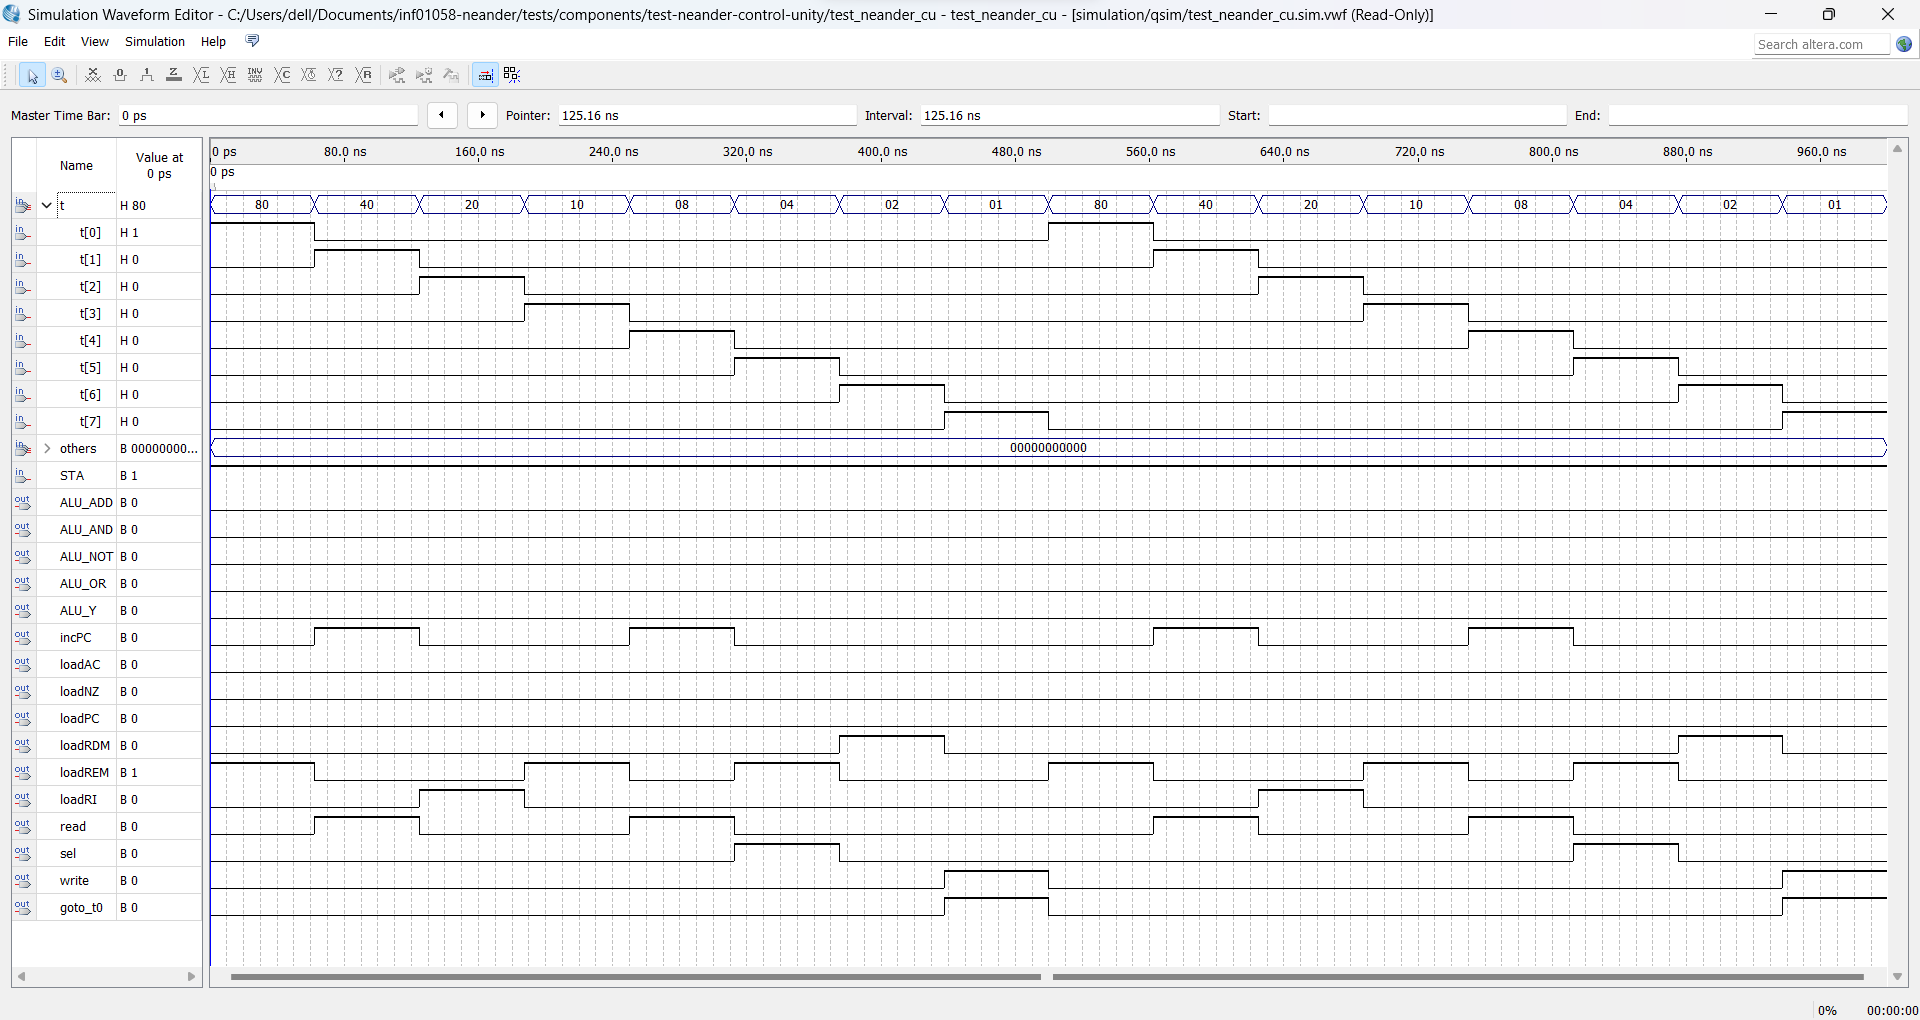 Simulation Waveform Editor - C:/Users/dell/Documents/inf01058-neander/tests/components/test-neander-control-unity/test_neander_cu - test_neander_cu - [simulation/qsim/test_neander_cu.sim.vwf (Read-Only)]
File Edit View Simulation Help
Search altera.com
Master Time Bar: 0 ps Pointer: 125.16 ns Interval: 125.16 ns Start: End:
Name Value at 0 ps
0 ps 80.0 ns 160.0 ns 240.0 ns 320.0 ns 400.0 ns 480.0 ns 560.0 ns 640.0 ns 720.0 ns 800.0 ns 880.0 ns 960.0 ns
0 ps
t H 80 80 40 20 10 08 04 02 01 80 40 20 10 08 04 02 01
t[0] H 1
t[1] H 0
t[2] H 0
t[3] H 0
t[4] H 0
t[5] H 0
t[6] H 0
t[7] H 0
others B 00000000... 00000000000
STA B 1
ALU_ADD B 0
ALU_AND B 0
ALU_NOT B 0
ALU_OR B 0
ALU_Y B 0
incPC B 0
loadAC B 0
loadNZ B 0
loadPC B 0
loadRDM B 0
loadREM B 1
loadRI B 0
read B 0
sel B 0
write B 0
goto_t0 B 0
0% 00:00:00